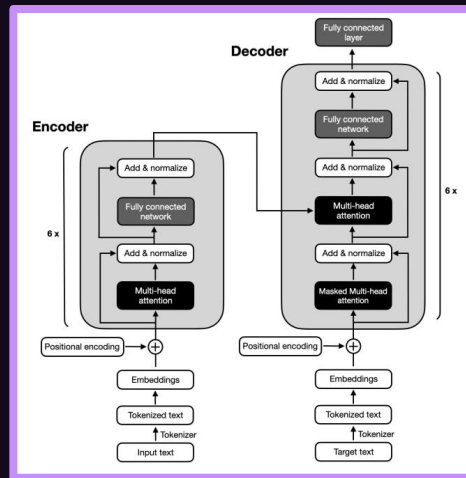 Encoder
Add & normalize
Fully connected
network
Add & normalize
Multi-head
attention
6 x
Positional encoding
Embeddings
Tokenized text
Tokenizer
Input text
Decoder
Fully connected
layer
Add & normalize
Fully connected
network
Add & normalize
Multi-head
attention
Add & normalize
Masked Multi-head
attention
6 x
Positional encoding
Embeddings
Tokenized text
Tokenizer
Target text